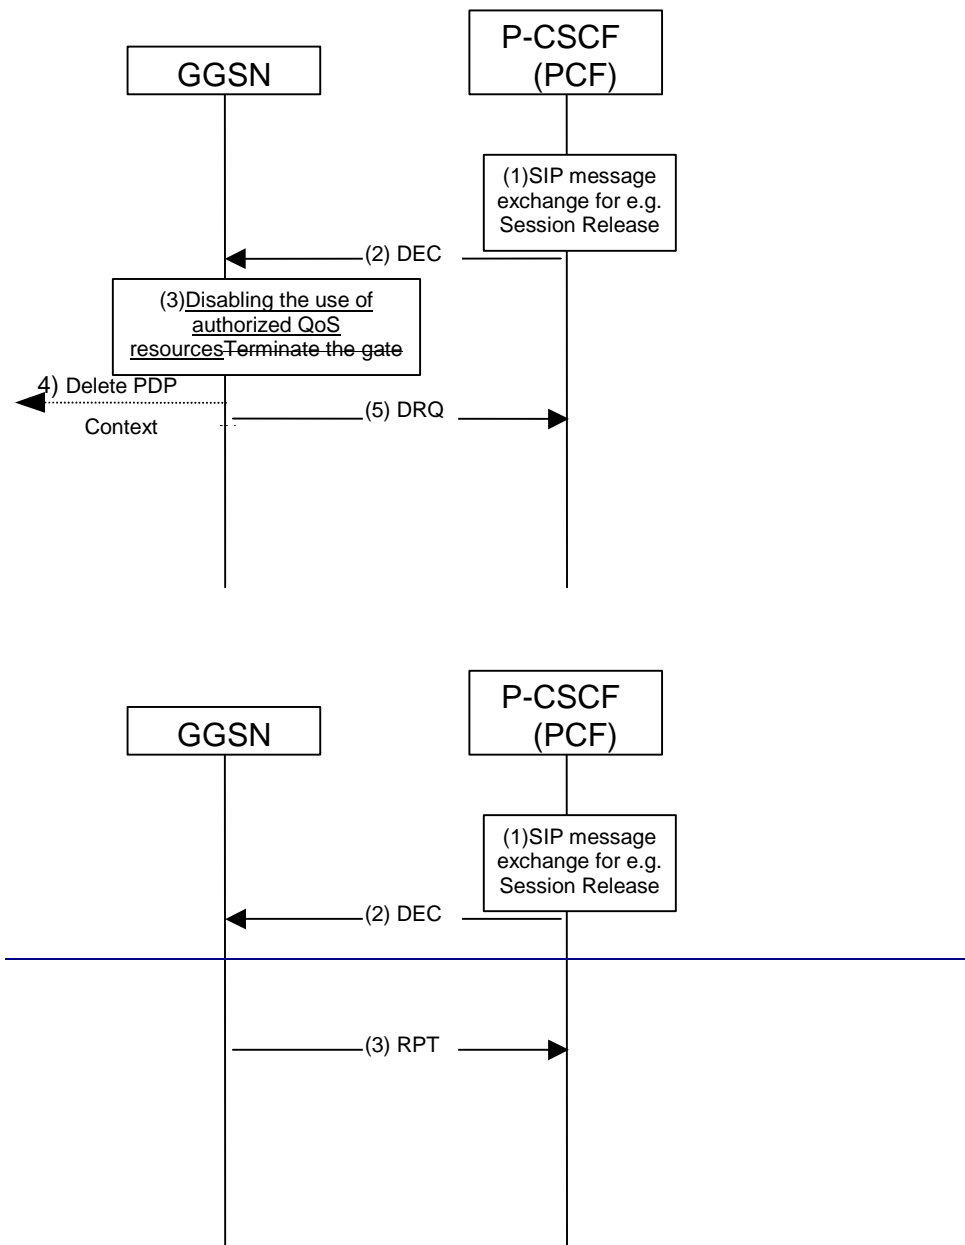 GGSN
P-CSCF
(PCF)
(1)SIP message
exchange for e.g.
Session Release
(2) DEC
(3)Disabling the use of
authorized QoS
resourcesTerminate the gate
4) Delete PDP
Context
(5) DRQ
GGSN
P-CSCF
(PCF)
(1)SIP message
exchange for e.g.
Session Release
(2) DEC
(3) RPT